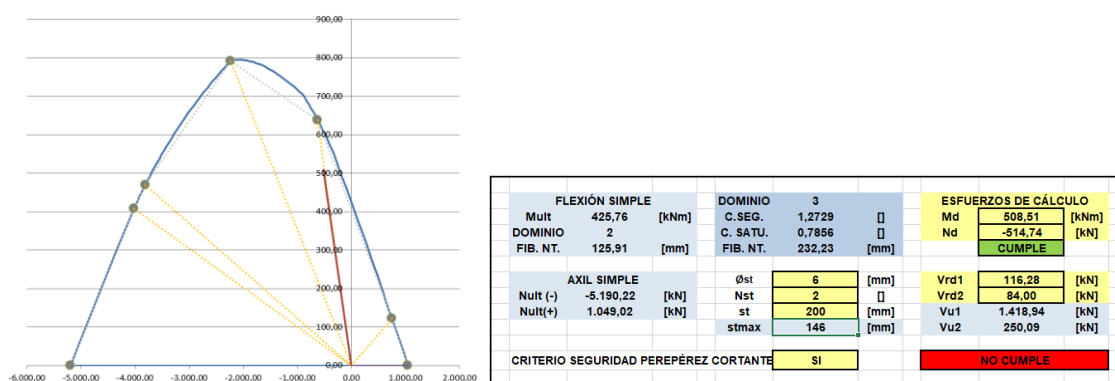 900,00
800,00
700,00
600,00
500,00
400,00
300,00
200,00
100,00
0,00
-6.000,00 -5.000,00 -4.000,00 -3.000,00 -2.000,00 -1.000,00 0,00 1.000,00 2.000,00
FLEXIÓN SIMPLE DOMINIO 3 ESFUERZOS DE CÁLCULO
Mult 425,76 [kNm] C.SEG. 1,2729 [] Md 508,51 [kNm]
DOMINIO 2 C. SATU. 0,7856 [] Nd -514,74 [kN]
FIB. NT. 125,91 [mm] FIB. NT. 232,23 [mm] CUMPLE
AXIL SIMPLE Øst 6 [mm] Vrd1 116,28 [kN]
Nult (-) -5.190,22 [kN] Nst 2 [] Vrd2 84,00 [kN]
Nult(+) 1.049,02 [kN] st 200 [mm] Vu1 1.418,94 [kN]
stmax 146 [mm] Vu2 250,09 [kN]
CRITERIO SEGURIDAD PEREPÉREZ CORTANTE SI NO CUMPLE